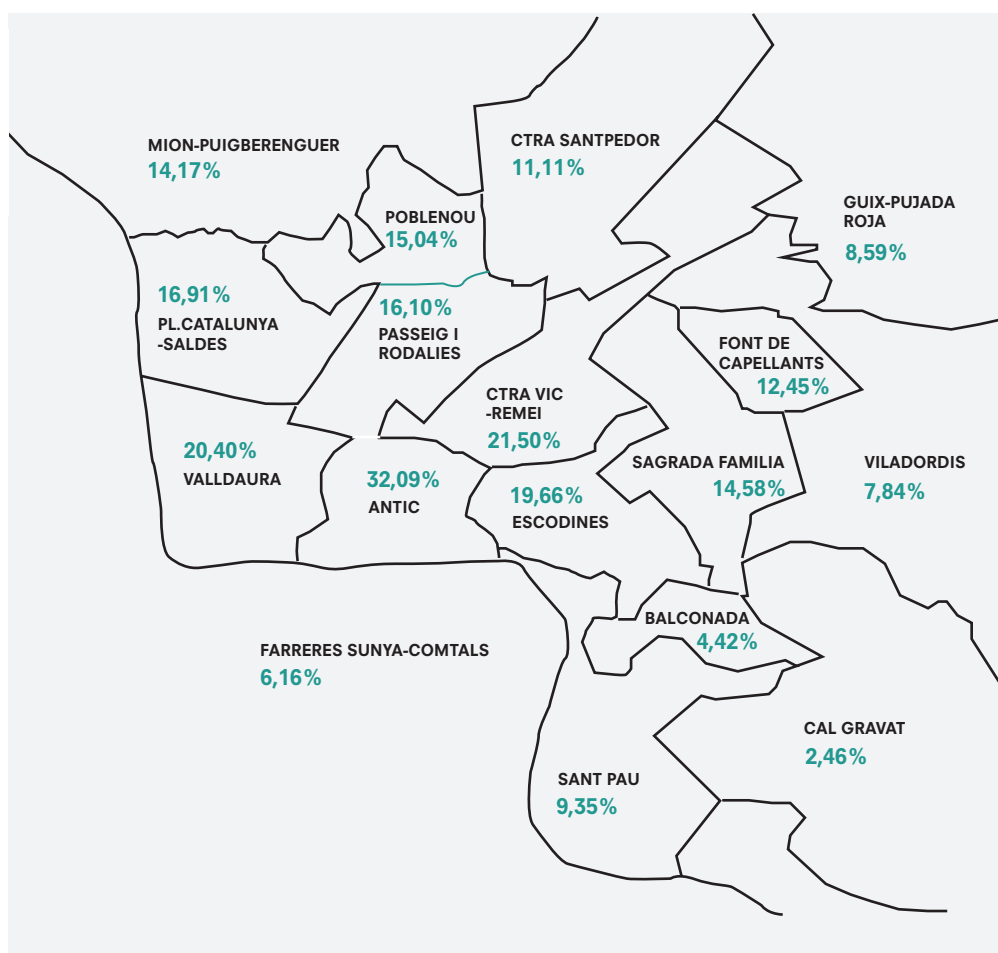 MION-PUIGBERENGUER
14,17%
CTRA SANTPEDOR
11,11%
POBLENOU
15,04%
GUIX-PUJADA
ROJA
8,59%
16,91%
PL.CATALUNYA
-SALDES
16,10%
PASSEIG I
RODALIES
FONT DE
CAPELLANTS
12,45%
CTRA VIC
-REMEI
21,50%
20,40%
VALLDAURA
32,09%
ANTIC
19,66%
ESCODINES
SAGRADA FAMILIA
14,58%
VILADORDIS
7,84%
BALCONADA
4,42%
FARRERES SUNYA-COMTALS
6,16%
CAL GRAVAT
2,46%
SANT PAU
9,35%